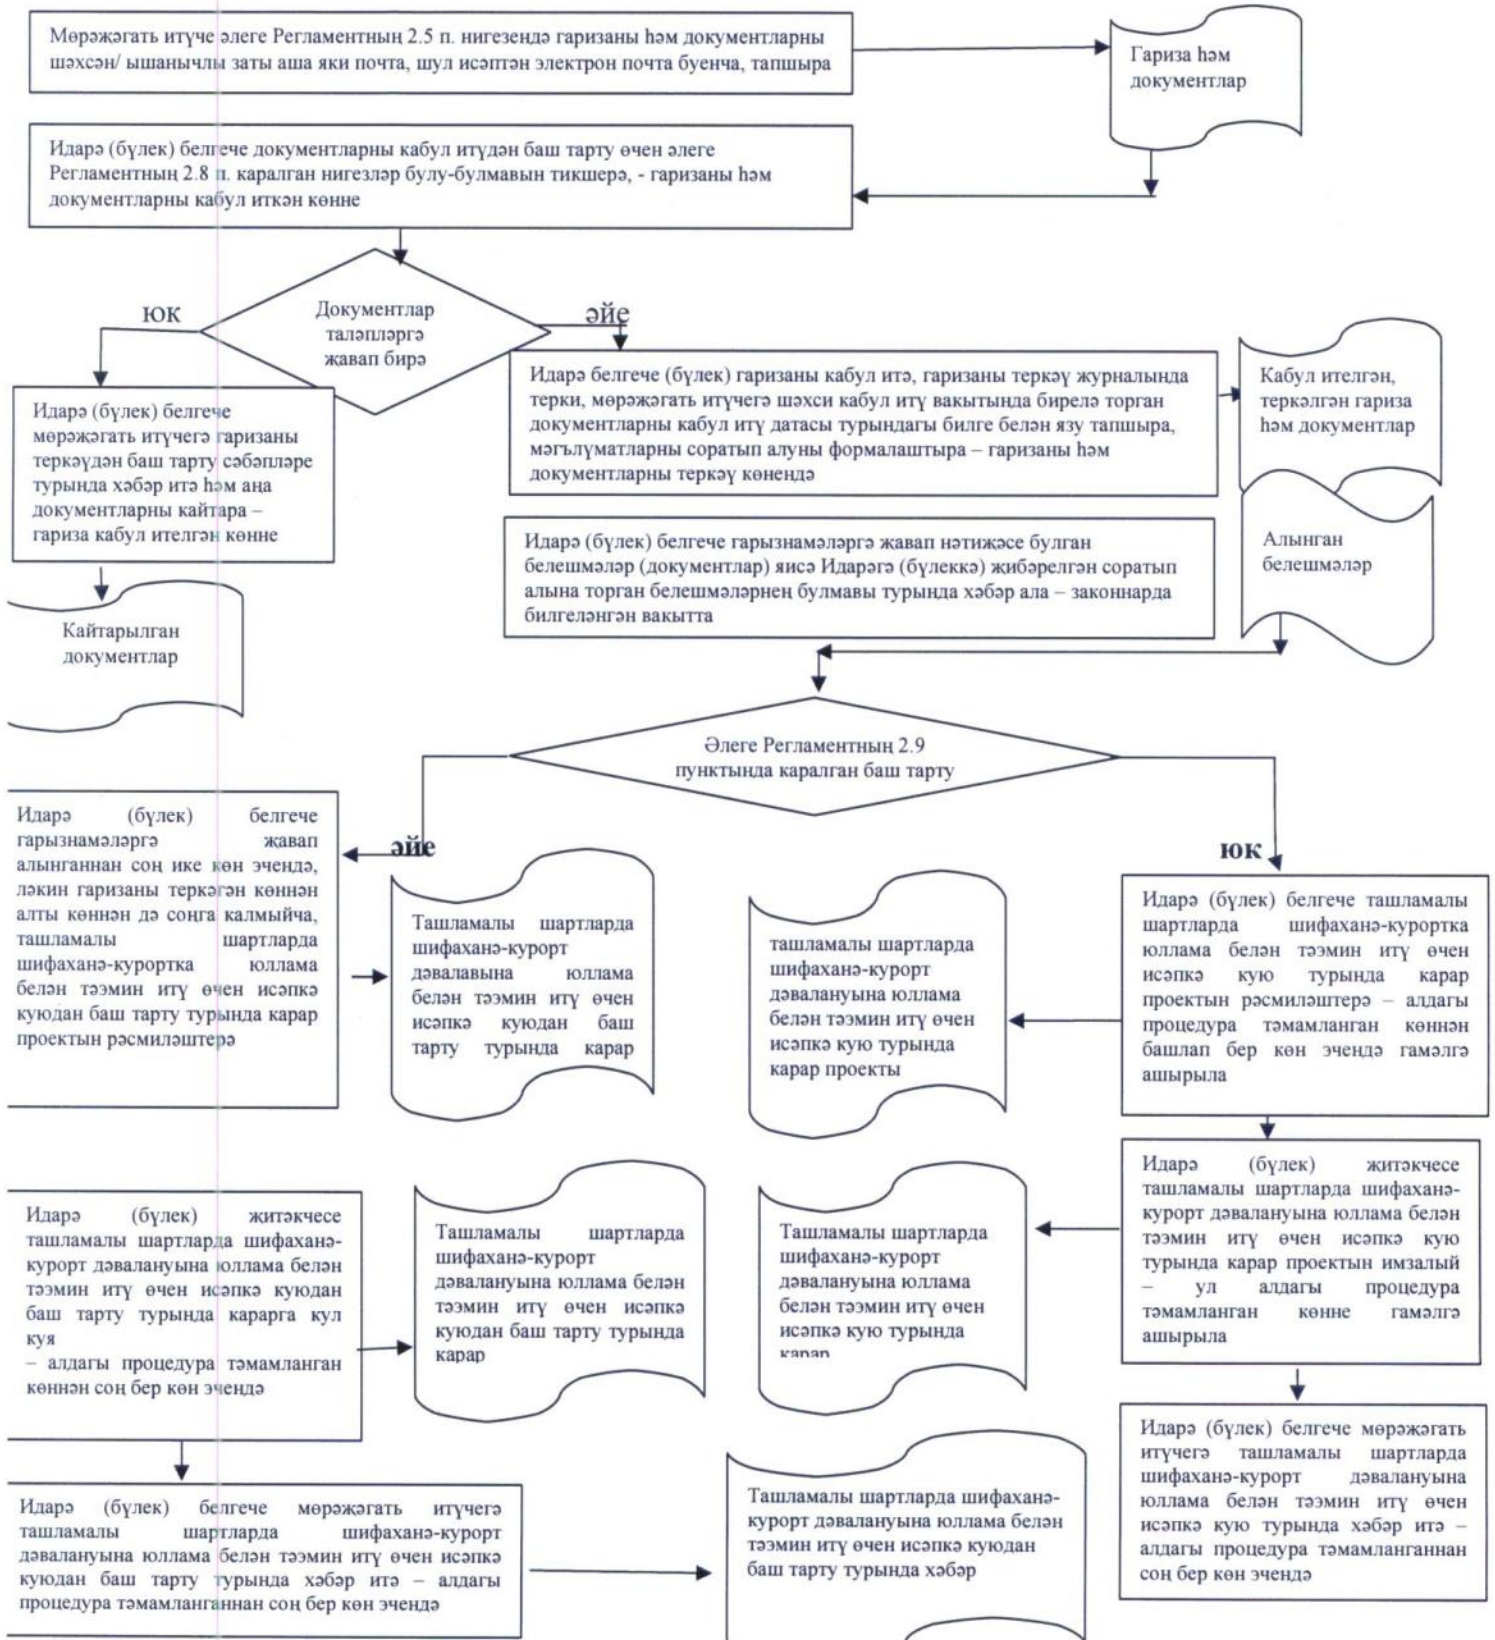 Мөрәҗәгать итүче әлеге Регламентның 2.5 п. нигезендә гаризаны һәм документларны
шәхсән/ ышанычлы заты аша яки почта, шул исәптән электрон почта буенча, тапшыра
Гариза һәм
документлар
Идарә (бүлек) белгече документларны кабул итүдән баш тарту өчен әлеге
Регламентның 2.8 п. каралган нигезләр булу-булмавын тикшерә, - гаризаны һәм
документларны кабул иткән көнне
Документлар
таләпләргә
җавап бирә
юк
әйе
Идарә (бүлек) белгече
мөрәҗәгать итүчегә гаризаны
теркәүдән баш тарту сәбәпләре
турында хәбәр итә һәм аңа
документларны кайтара –
гариза кабул ителгән көнне
Идарә белгече (бүлек) гаризаны кабул итә, гаризаны теркәү журналында
терки, мөрәҗәгать итүчегә шәхси кабул итү вакытында бирелә торган
документларны кабул итү датасы турындагы билге белән язу тапшыра,
мәгълүматларны соратып алуны формалаштыра – гаризаны һәм
документларны теркәү көнендә
Кабул ителгән,
теркәлгән гариза
һәм документлар
Идарә (бүлек) белгече гарызнамәләргә җавап нәтиҗәсе булган
белешмәләр (документлар) яисә Идарәгә (бүлеккә) җибәрелгән соратып
алына торган белешмәләрнең булмавы турында хәбәр ала – законнарда
билгеләнгән вакытта
Алынган
белешмәләр
Кайтарылган
документлар
Әлеге Регламентның 2.9
пунктында каралган баш тарту
әйе
юк
Идарә (бүлек) белгече
гарызнамәләргә җавап
алынганнан соң ике көн эчендә,
ләкин гаризаны теркәгән көннән
алты көннән дә соңга калмыйча,
ташламалы шартларда
шифаханә-курортка юллама
белән тәэмин итү өчен исәпкә
куюдан баш тарту турында карар
проектын рәсмиләштерә
Ташламалы шартларда
шифаханә-курорт
дәвалавына юллама
белән тәэмин итү өчен
исәпкә куюдан баш
тарту турында карар
ташламалы шартларда
шифаханә-курорт
дәвалануына юллама
белән тәэмин итү өчен
исәпкә кую турында
карар проекты
Идарә (бүлек) белгече ташламалы
шартларда шифаханә-курортка
юллама белән тәэмин итү өчен
исәпкә кую турында карар
проектын рәсмиләштерә – алдагы
процедура тәмамланган көннән
башлап бер көн эчендә гамәлгә
ашырыла
Идарә (бүлек) җитәкчесе
ташламалы шартларда шифаханә-
курорт дәвалануына юллама белән
тәэмин итү өчен исәпкә куюдан
баш тарту турында карарга кул
куя
– алдагы процедура тәмамланган
көннән соң бер көн эчендә
Ташламалы шартларда
шифаханә-курорт
дәвалануына юллама белән
тәэмин итү өчен исәпкә
куюдан баш тарту турында
карар
Ташламалы шартларда
шифаханә-курорт
дәвалануына юллама
белән тәэмин итү өчен
исәпкә кую турында
карар
Идарә (бүлек) җитәкчесе
ташламалы шартларда шифаханә-
курорт дәвалануына юллама белән
тәэмин итү өчен исәпкә кую
турында карар проектын имзалый
– ул алдагы процедура
тәмамланган көнне гамәлгә
ашырыла
Идарә (бүлек) белгече мөрәҗәгать итүчегә
ташламалы шартларда шифаханә-курорт
дәвалануына юллама белән тәэмин итү өчен исәпкә
куюдан баш тарту турында хәбәр итә – алдагы
процедура тәмамланганнан соң бер көн эчендә
Ташламалы шартларда шифаханә-
курорт дәвалануына юллама белән
тәэмин итү өчен исәпкә куюдан
баш тарту турында хәбәр
Идарә (бүлек) белгече мөрәҗәгать
итүчегә ташламалы шартларда
шифаханә-курорт дәвалануына
юллама белән тәэмин итү өчен
исәпкә кую турында хәбәр итә –
алдагы процедура тәмамланганнан
соң бер көн эчендә